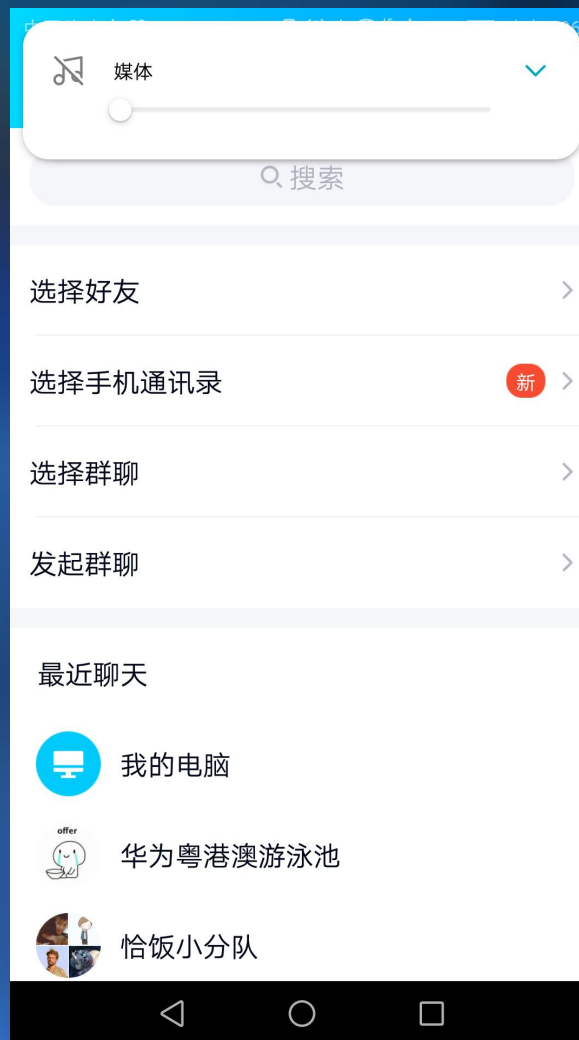 媒体
搜索
选择好友
选择手机通讯录
新
选择群聊
发起群聊
最近聊天
我的电脑
offer
华为粤港澳游泳池
恰饭小分队